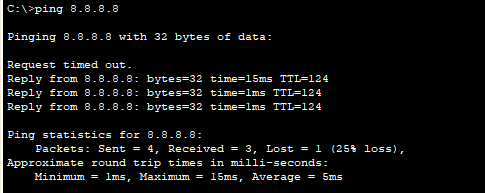 C:\>ping 8.8.8.8
Pinging 8.8.8.8 with 32 bytes of data:
Request timed out.
Reply from 8.8.8.8: bytes=32 time=15ms TTL=124
Reply from 8.8.8.8: bytes=32 time=1ms TTL=124
Reply from 8.8.8.8: bytes=32 time=1ms TTL=124
Ping statistics for 8.8.8.8:
    Packets: Sent = 4, Received = 3, Lost = 1 (25% loss),
Approximate round trip times in milli-seconds:
    Minimum = 1ms, Maximum = 15ms, Average = 5ms